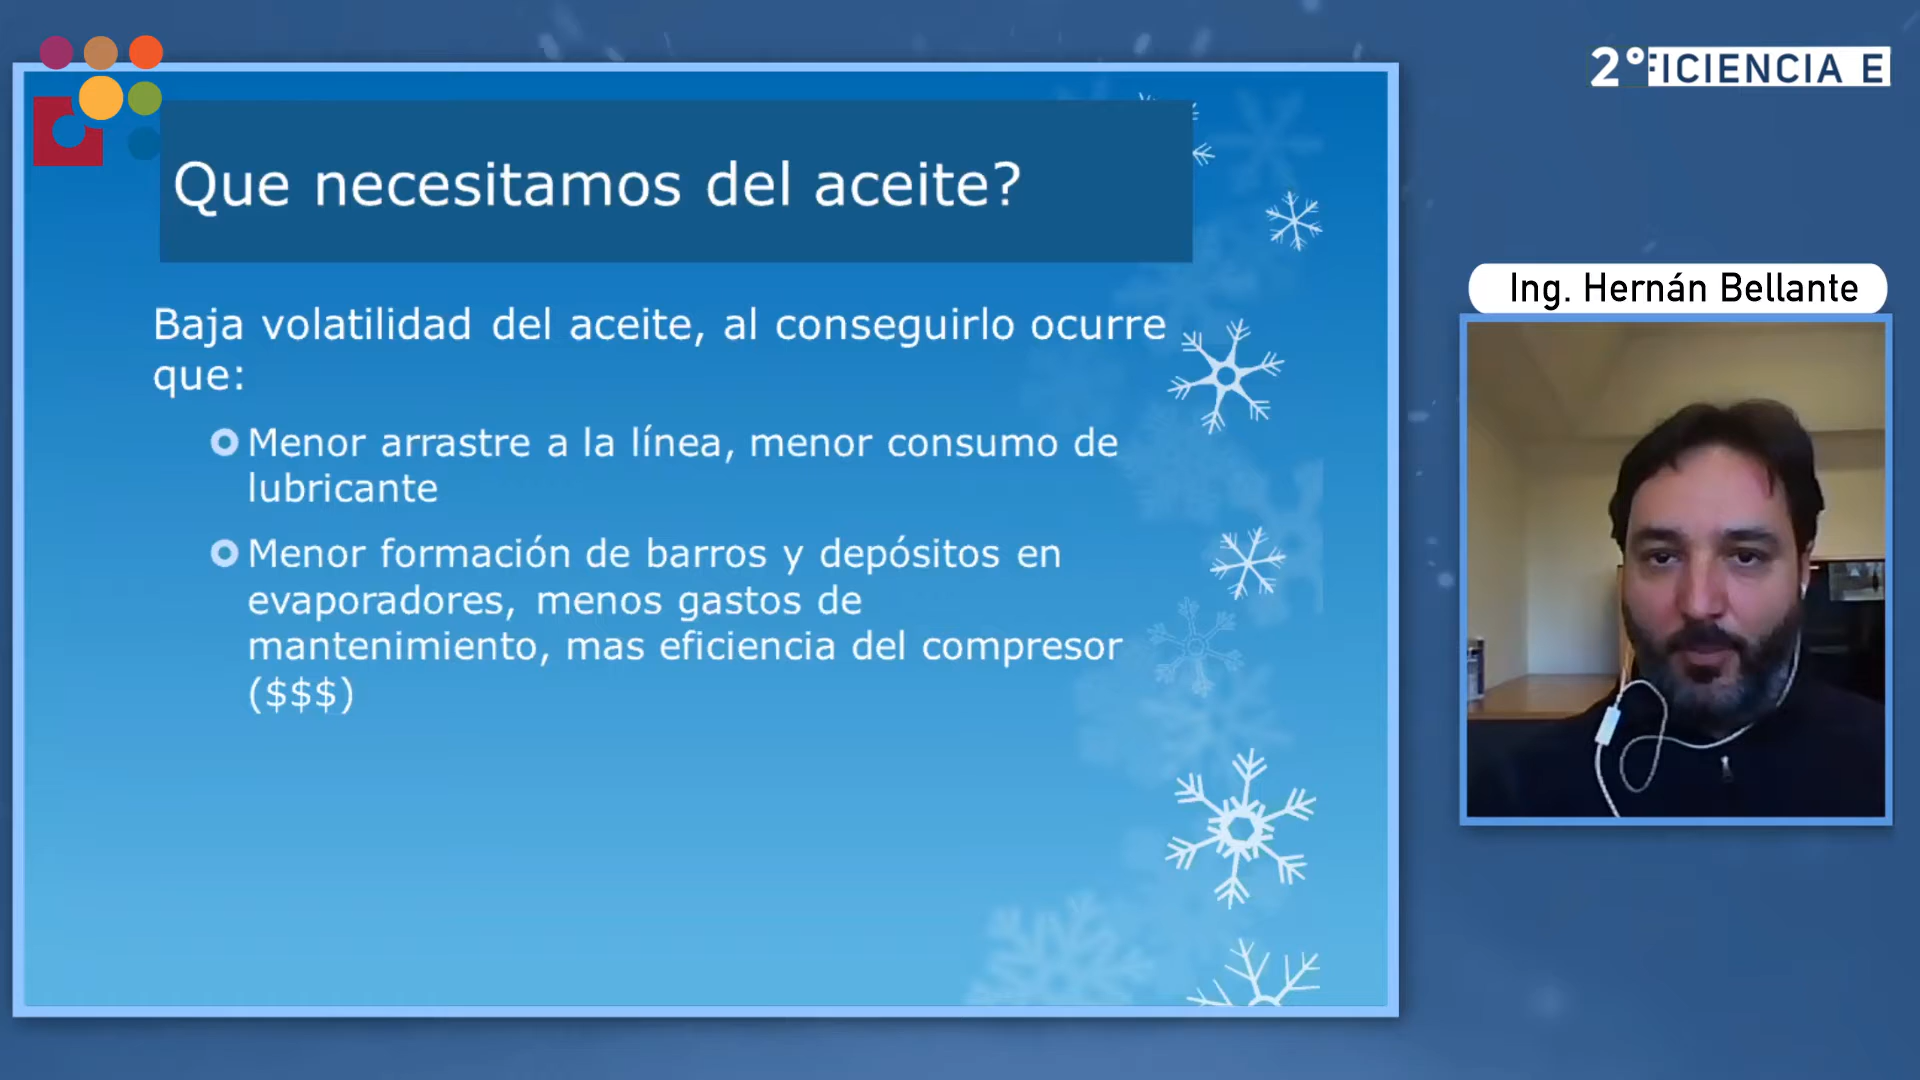 2°FICIENCIA E
Que necesitamos del aceite?
Ing. Hernán Bellante
Baja volatilidad del aceite, al conseguirlo ocurre
que:
Menor arrastre a la línea, menor consumo de
lubricante
Menor formación de barros y depósitos en
evaporadores, menos gastos de
mantenimiento, mas eficiencia del compresor
($$$)